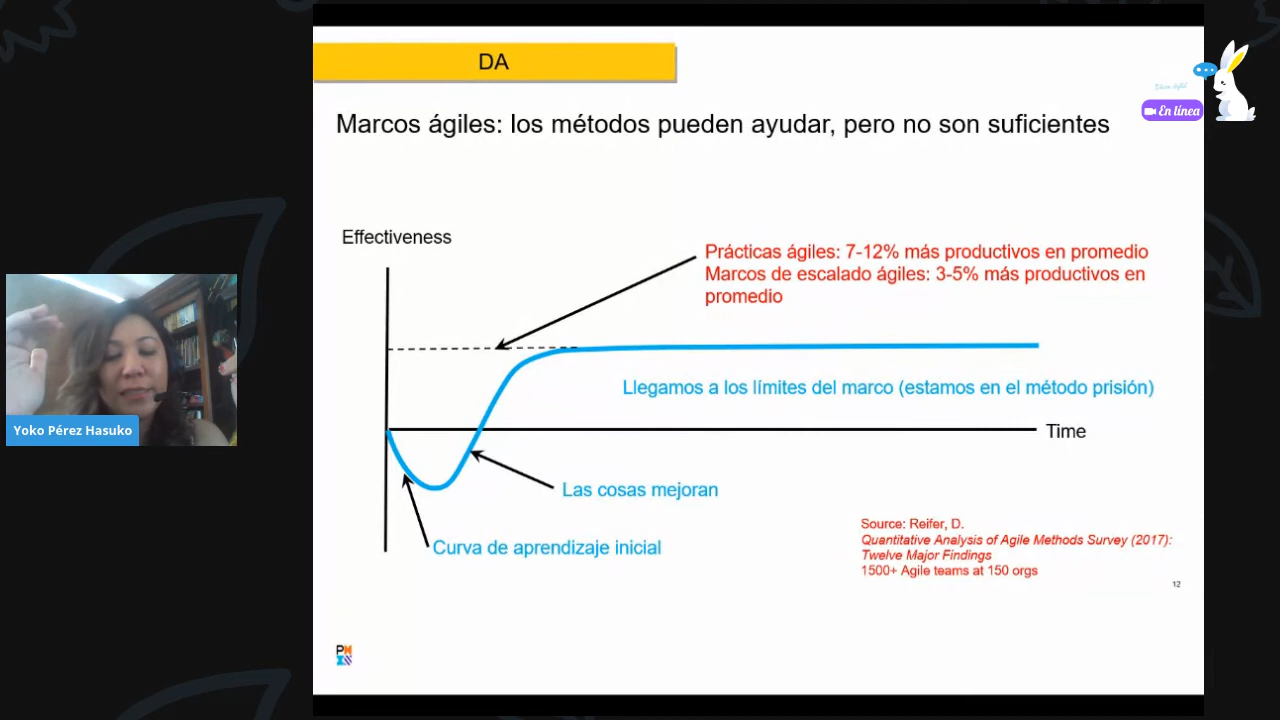 DA
Edición digital
En línea
Marcos ágiles: los métodos pueden ayudar, pero no son suficientes
Effectiveness
Prácticas ágiles: 7-12% más productivos en promedio
Marcos de escalado ágiles: 3-5% más productivos en
promedio
Llegamos a los límites del marco (estamos en el método prisión)
Time
Yoko Pérez Hasuko
Las cosas mejoran
Curva de aprendizaje inicial
Source: Reifer, D.
Quantitative Analysis of Agile Methods Survey (2017):
Twelve Major Findings
1500+ Agile teams at 150 orgs
12